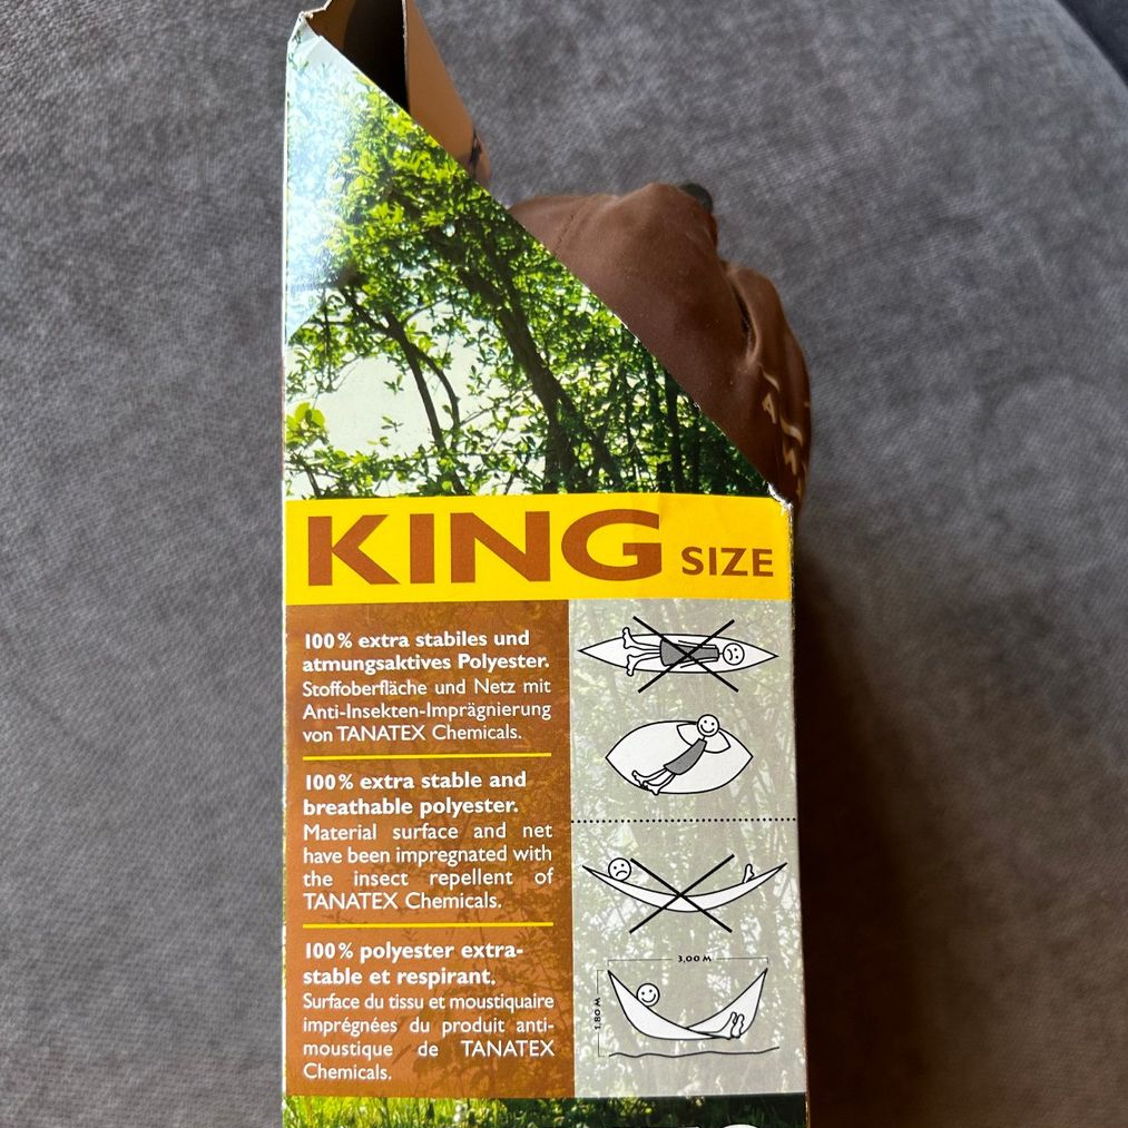 KING SIZE
100% extra stabiles und
atmungsaktives Polyester.
Stoffoberfläche und Netz mit
Anti-Insekten-Imprägnierung
von TANATEX Chemicals.
100% extra stable and
breathable polyester.
Material surface and net
have been impregnated with
the insect repellent of
TANATEX Chemicals.
100% polyester extra-
stable et respirant.
Surface du tissu et moustiquaire
imprégnées du produit anti-
moustique de TANATEX
Chemicals.
3,00 M
1,80 M